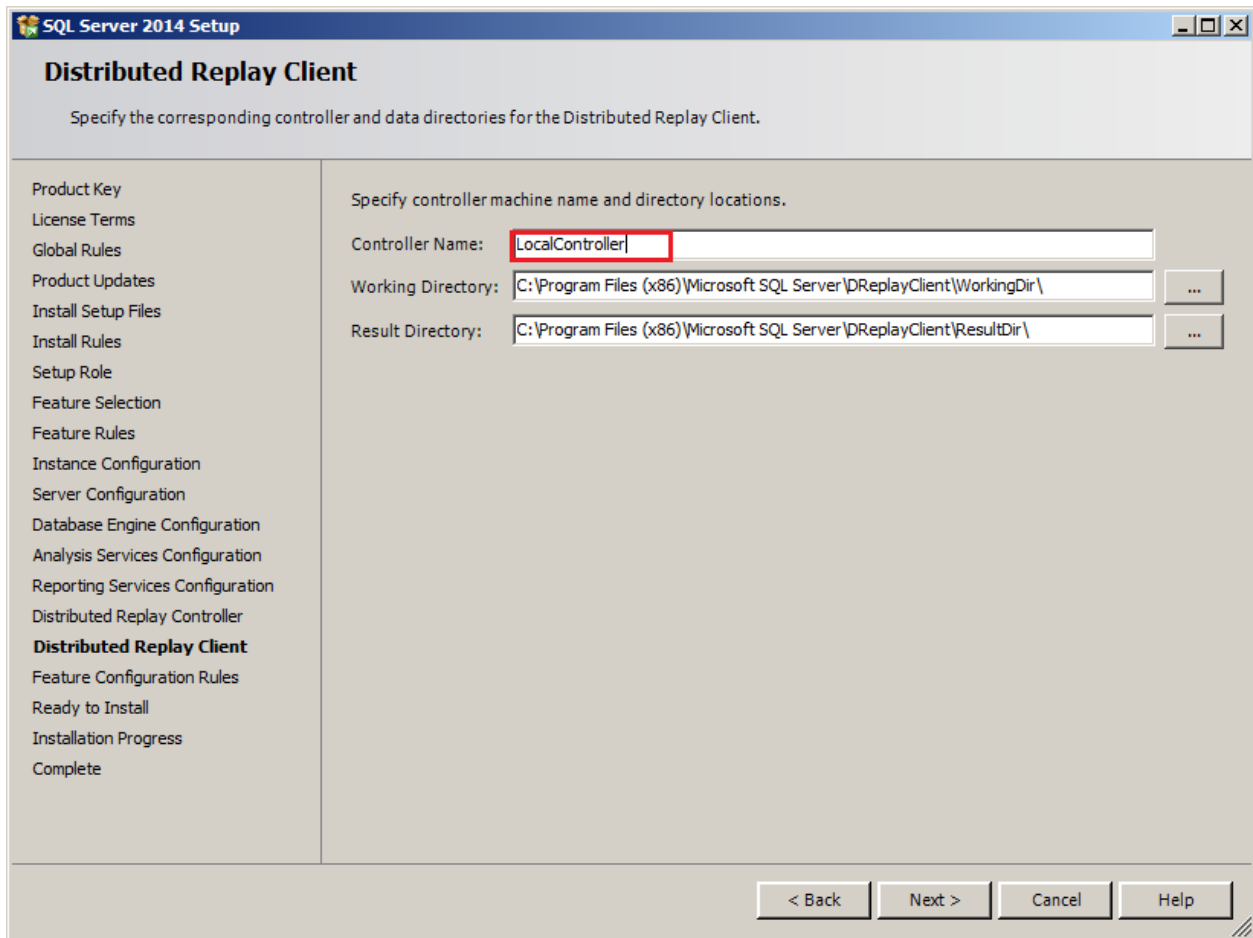 SQL Server 2014 Setup
Distributed Replay Client
Specify the corresponding controller and data directories for the Distributed Replay Client.
Product Key
License Terms
Global Rules
Product Updates
Install Setup Files
Install Rules
Setup Role
Feature Selection
Feature Rules
Instance Configuration
Server Configuration
Database Engine Configuration
Analysis Services Configuration
Reporting Services Configuration
Distributed Replay Controller
Distributed Replay Client
Feature Configuration Rules
Ready to Install
Installation Progress
Complete
Specify controller machine name and directory locations.
Controller Name: LocalController
Working Directory: C:\Program Files (x86)\Microsoft SQL Server\DReplayClient\WorkingDir\ ...
Result Directory: C:\Program Files (x86)\Microsoft SQL Server\DReplayClient\ResultDir\ ...
< Back Next > Cancel Help